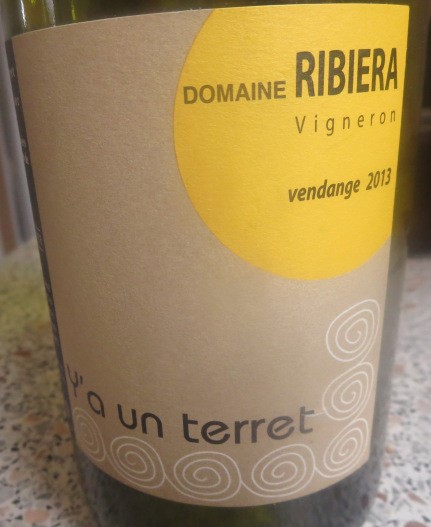 DOMAINE RIBIERA
Vigneron
vendange 2013
Y'a un terret